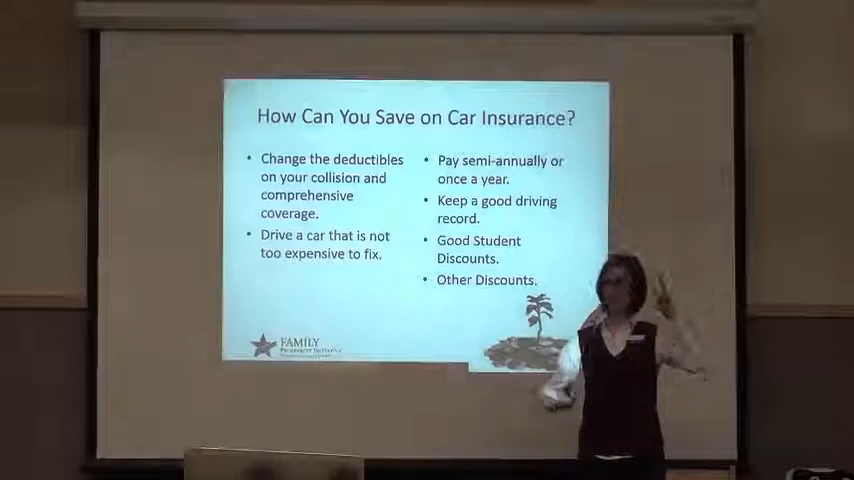 How Can You Save on Car Insurance?
• Change the deductibles
on your collision and
comprehensive
coverage.
• Drive a car that is not
too expensive to fix.
• Pay semi-annually or
once a year.
• Keep a good driving
record.
• Good Student
Discounts.
• Other Discounts.
FAMILY